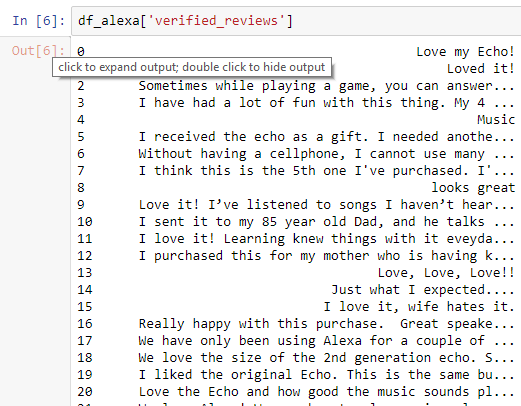 In [6]: df_alexa['verified_reviews']
Out[6]: 0 Love my Echo!
click to expand output; double click to hide output
Loved it!
2 Sometimes while playing a game, you can answer...
3 I have had a lot of fun with this thing. My 4 ...
4 Music
5 I received the echo as a gift. I needed anothe...
6 Without having a cellphone, I cannot use many ...
7 I think this is the 5th one I've purchased. I'...
8 looks great
9 Love it! I’ve listened to songs I haven’t hear...
10 I sent it to my 85 year old Dad, and he talks ...
11 I love it! Learning knew things with it eveyda...
12 I purchased this for my mother who is having k...
13 Love, Love, Love!!
14 Just what I expected....
15 I love it, wife hates it.
16 Really happy with this purchase.  Great speake...
17 We have only been using Alexa for a couple of ...
18 We love the size of the 2nd generation echo. S...
19 I liked the original Echo. This is the same bu...
20 Love the Echo and how good the music sounds pl...